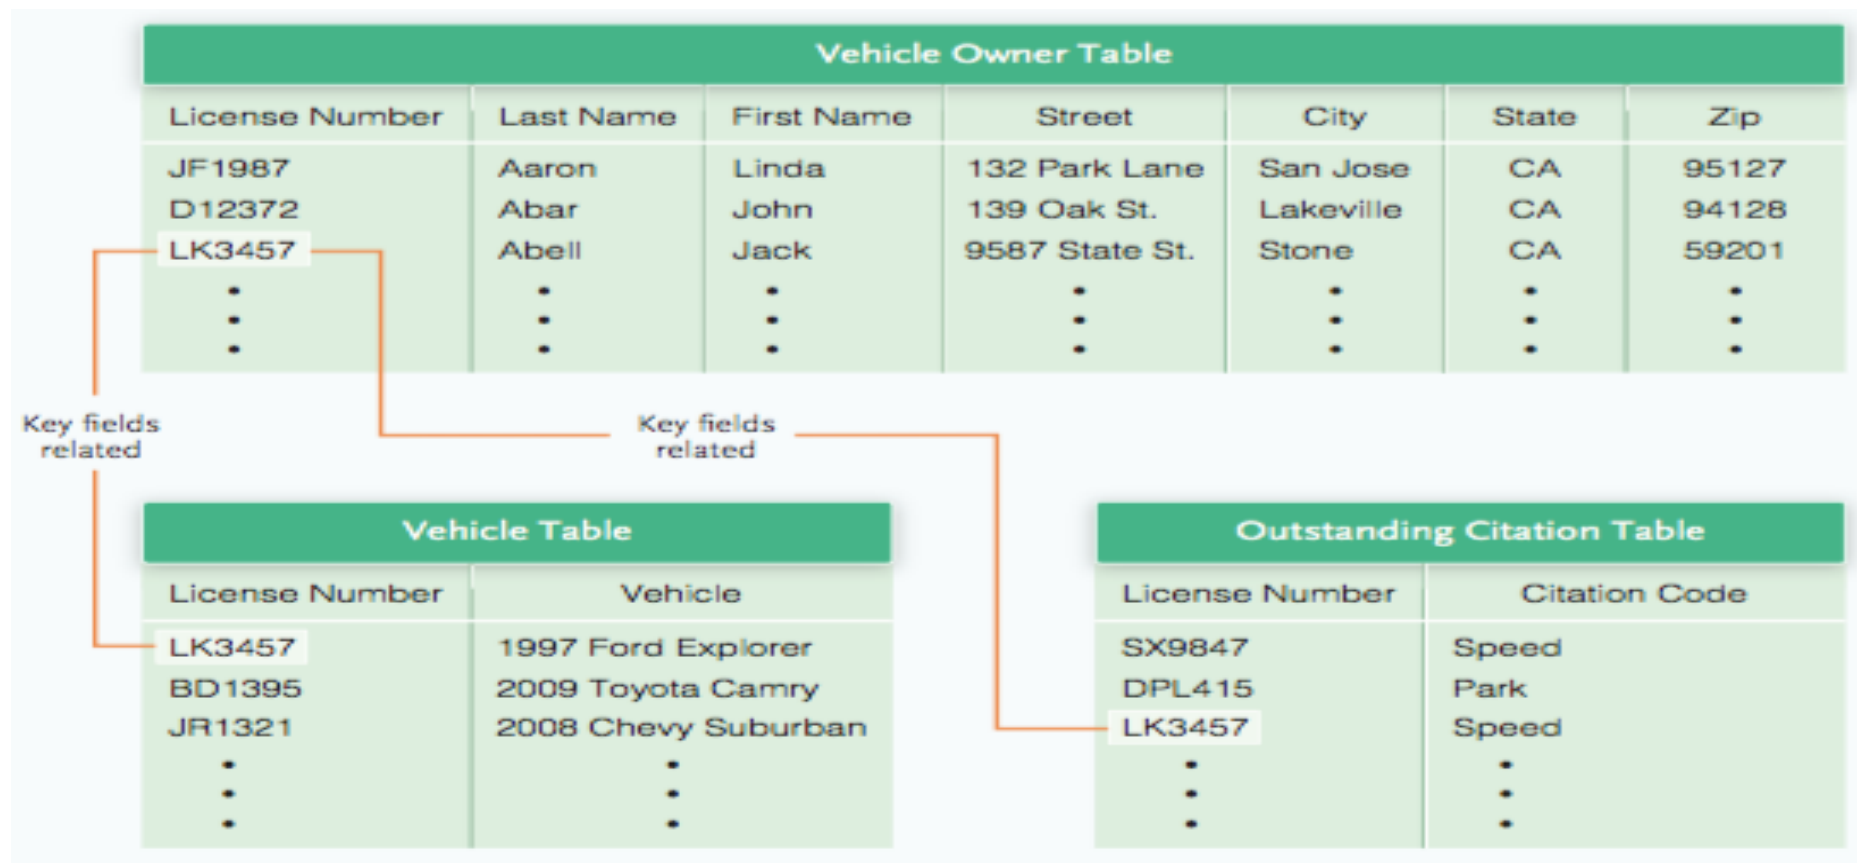 Vehicle Owner Table
License Number Last Name First Name Street City State Zip
JF1987 Aaron Linda 132 Park Lane San Jose CA 95127
D12372 Abar John 139 Oak St. Lakeville CA 94128
LK3457 Abell Jack 9587 State St. Stone CA 59201
Key fields
related
Key fields
related
Vehicle Table
License Number Vehicle
LK3457 1997 Ford Explorer
BD1395 2009 Toyota Camry
JR1321 2008 Chevy Suburban
Outstanding Citation Table
License Number Citation Code
SX9847 Speed
DPL415 Park
LK3457 Speed